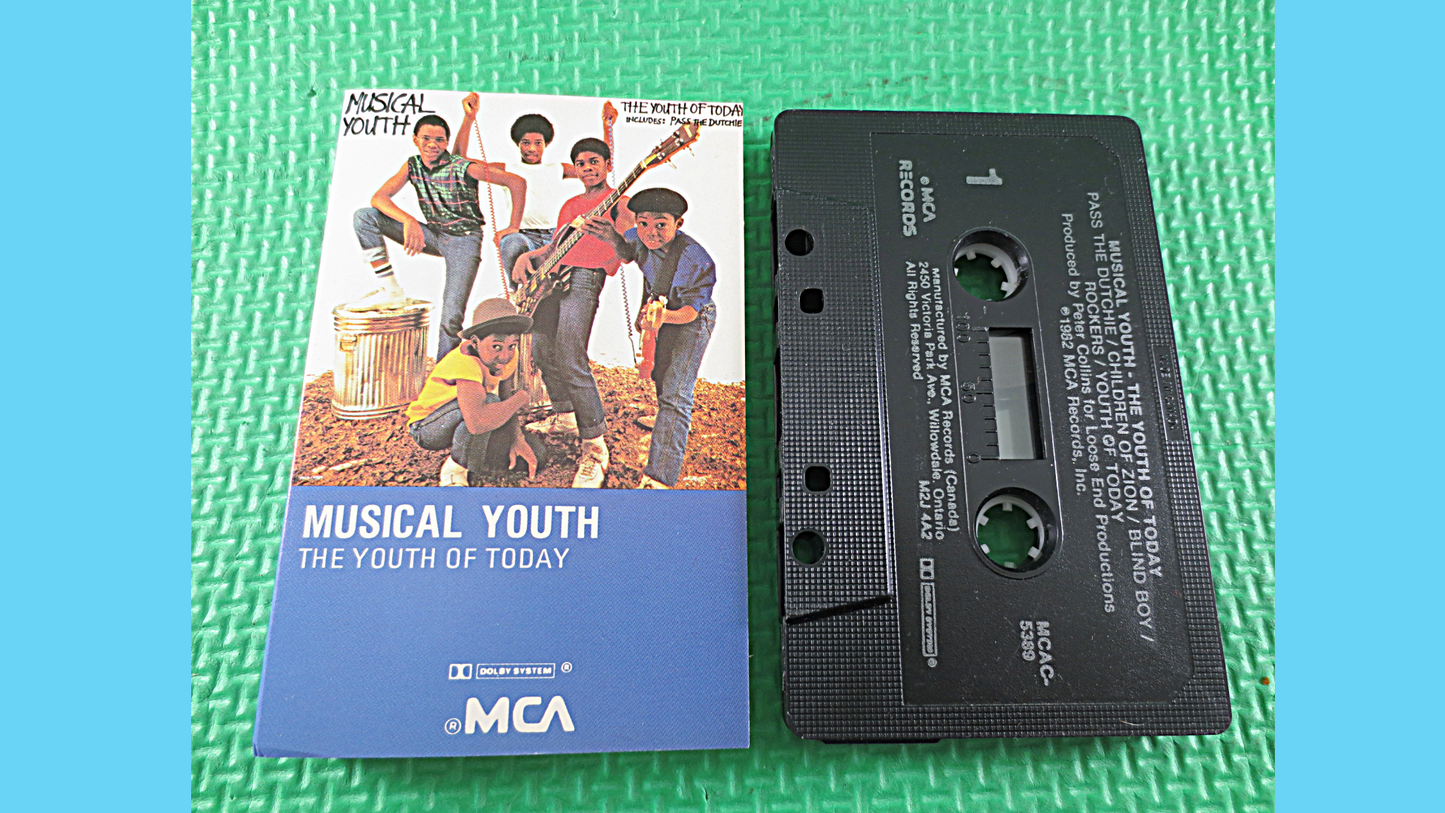 MUSICAL
YOUTH
THE YOUTH OF TODAY
INCLUDES: PASS THE DUTCHIE
MUSICAL YOUTH
THE YOUTH OF TODAY
DOLBY SYSTEM ®
® MCA
1
MUSICAL YOUTH - THE YOUTH OF TODAY
PASS THE DUTCHIE / CHILDREN OF ZION / BLIND BOY /
ROCKERS / YOUTH OF TODAY
Produced by Peter Collins for Loose End Productions
℗1982 MCA Records, Inc.
100 50 0
® MCA
RECORDS
Manufactured by MCA Records (Canada)
2450 Victoria Park Ave., Willowdale, Ontario M2J 4A2
All Rights Reserved
DOLBY SYSTEM ®
MCAC-
5389